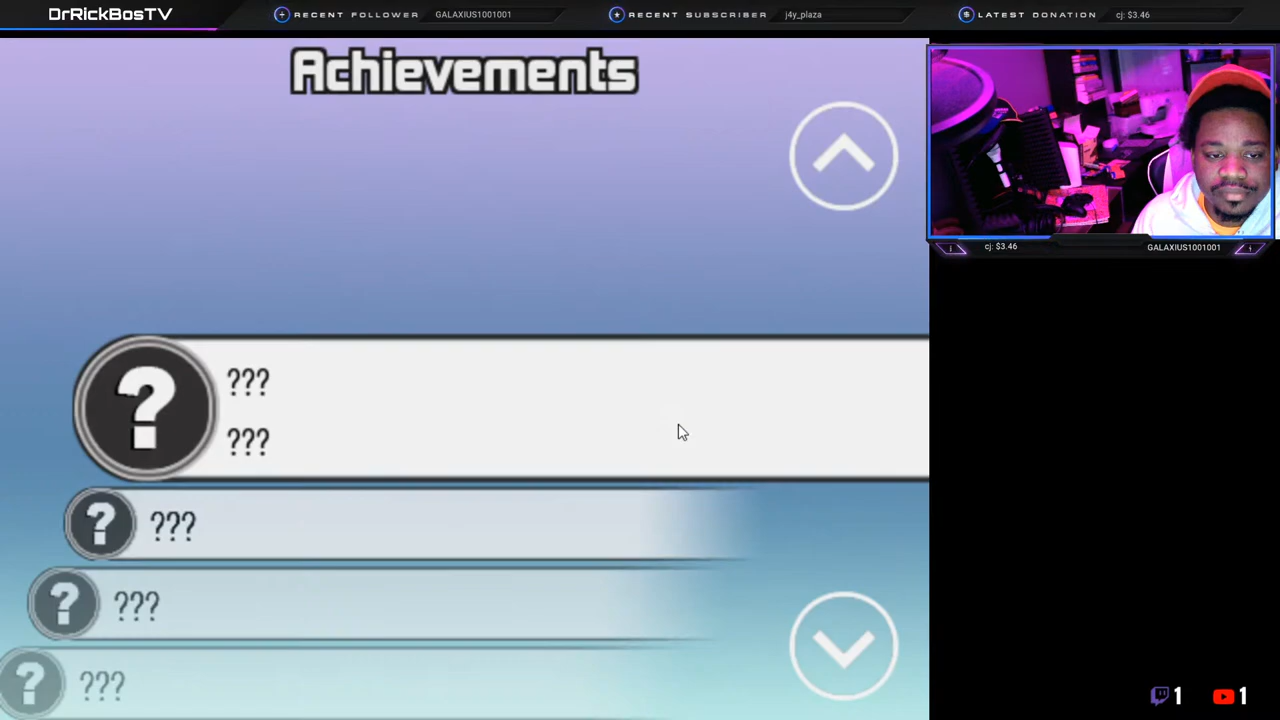 DrRickBosTV
RECENT FOLLOWER GALAXIUS1001001
RECENT SUBSCRIBER j4y_plaza
LATEST DONATION cj: $3.46
Achievements
cj: $3.46
GALAXIUS1001001
???
???
???
???
???
1
1